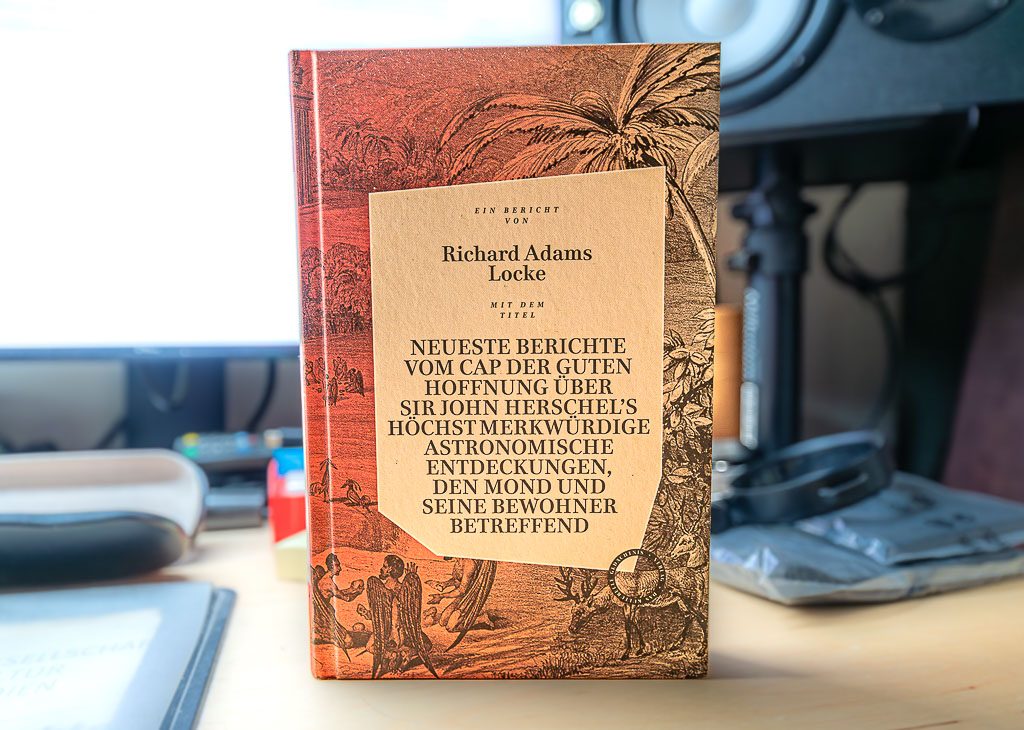 EIN BERICHT
VON
Richard Adams
Locke
MIT DEM
TITEL
NEUESTE BERICHTE
VOM CAP DER GUTEN
HOFFNUNG ÜBER
SIR JOHN HERSCHEL’S
HÖCHST MERKWÜRDIGE
ASTRONOMISCHE
ENTDECKUNGEN,
DEN MOND UND
SEINE BEWOHNER
BETREFFEND